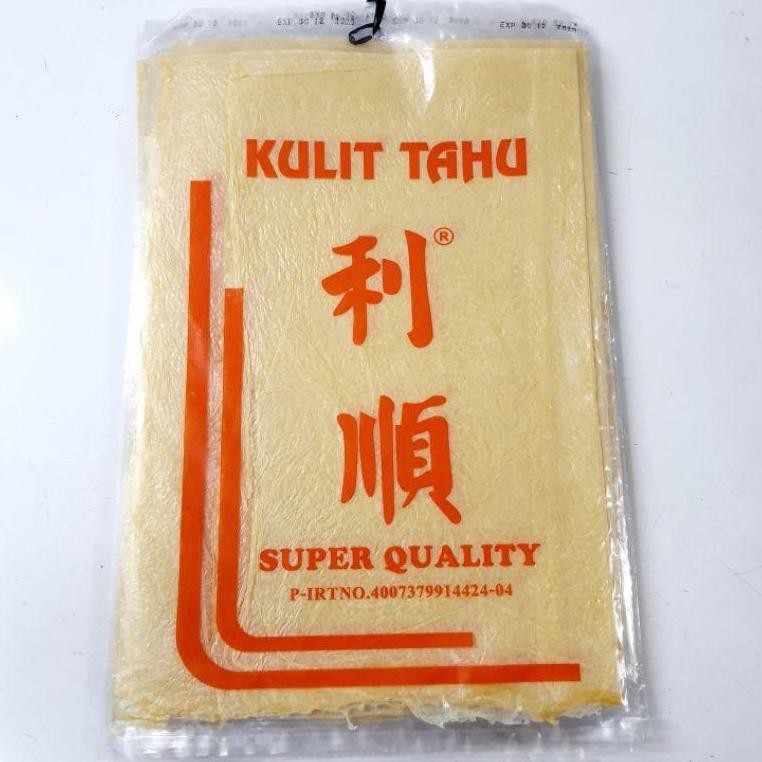 KULIT TAHU
利®
順
SUPER QUALITY
P-IRTNO.4007379914424-04